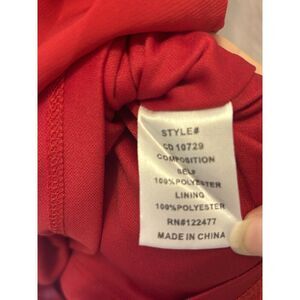 STYLE#
CD 10729
COMPOSITION
SELF
100%POLYESTER
LINING
100%POLYESTER
RN#122477
MADE IN CHINA